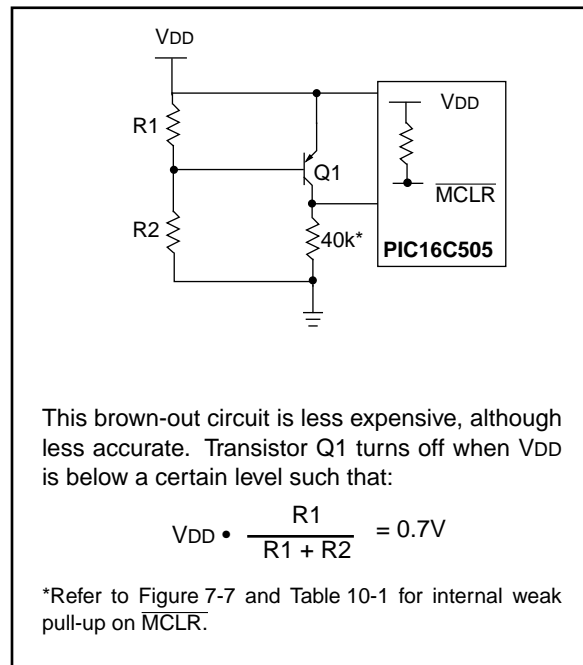 VDD
VDD
R1
Q1
MCLR
R2
40k*
PIC16C505
This brown-out circuit is less expensive, although
less accurate. Transistor Q1 turns off when VDD
is below a certain level such that:
VDD • R1 / R1 + R2 = 0.7V
*Refer to Figure 7-7 and Table 10-1 for internal weak
pull-up on MCLR.